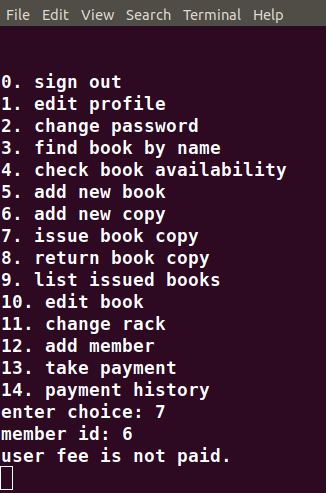 File Edit View Search Terminal Help
0. sign out
1. edit profile
2. change password
3. find book by name
4. check book availability
5. add new book
6. add new copy
7. issue book copy
8. return book copy
9. list issued books
10. edit book
11. change rack
12. add member
13. take payment
14. payment history
enter choice: 7
member id: 6
user fee is not paid.